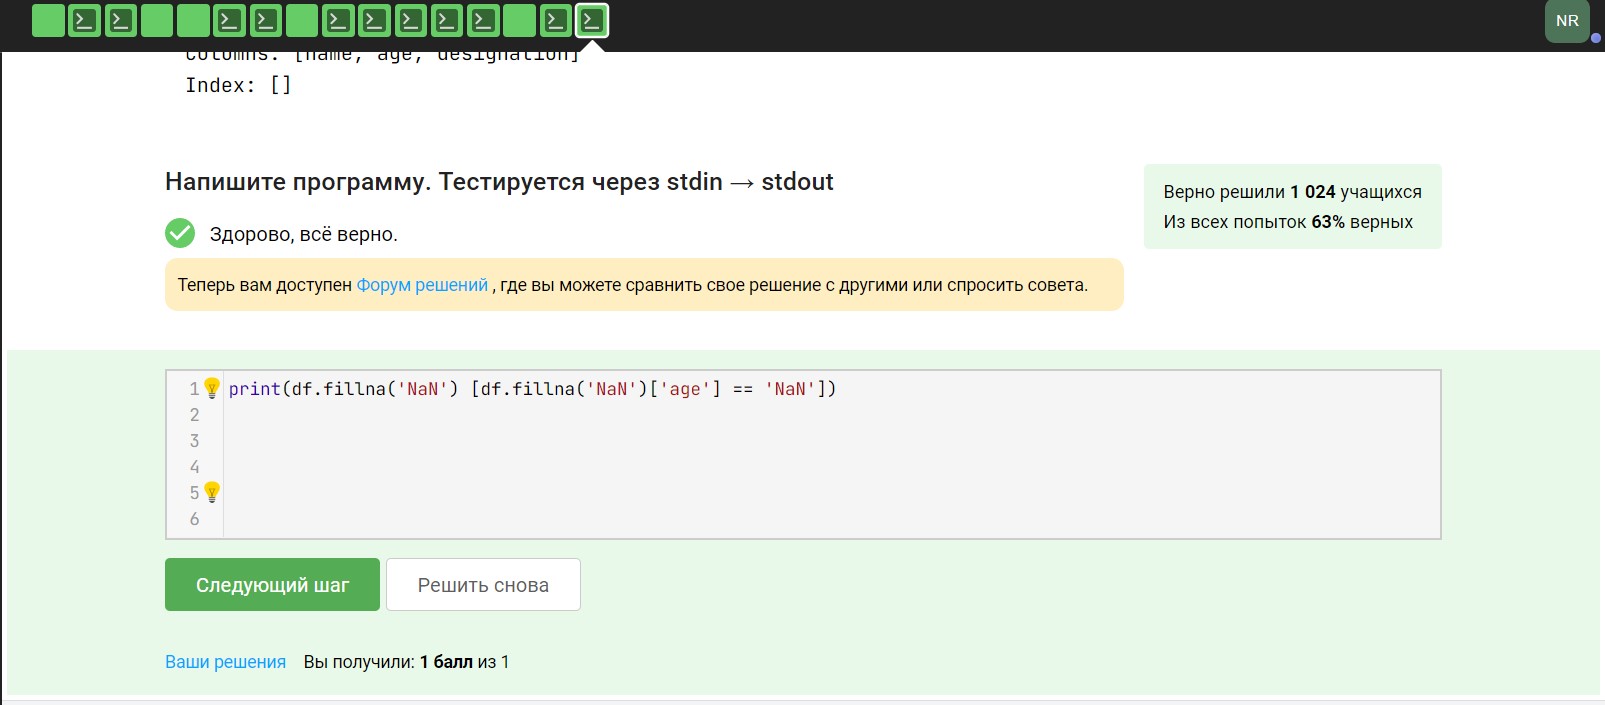 NR
Columns: [name, age, designation]
Index: []
Напишите программу. Тестируется через stdin → stdout
Верно решили 1 024 учащихся
Из всех попыток 63% верных
Здорово, всё верно.
Теперь вам доступен Форум решений , где вы можете сравнить свое решение с другими или спросить совета.
1 print(df.fillna('NaN') [df.fillna('NaN')['age'] == 'NaN'])
2
3
4
5
6
Следующий шаг
Решить снова
Ваши решения Вы получили: 1 балл из 1